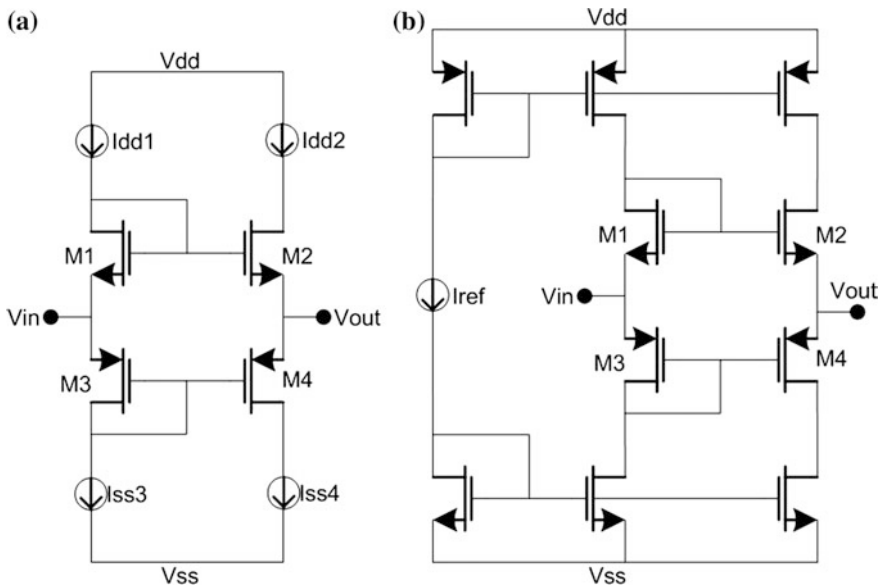 (a)
Vdd
Idd1
Idd2
M1
M2
Vin
Vout
M3
M4
Iss3
Iss4
Vss
(b)
Vdd
M1
M2
Iref
Vin
Vout
M3
M4
Vss